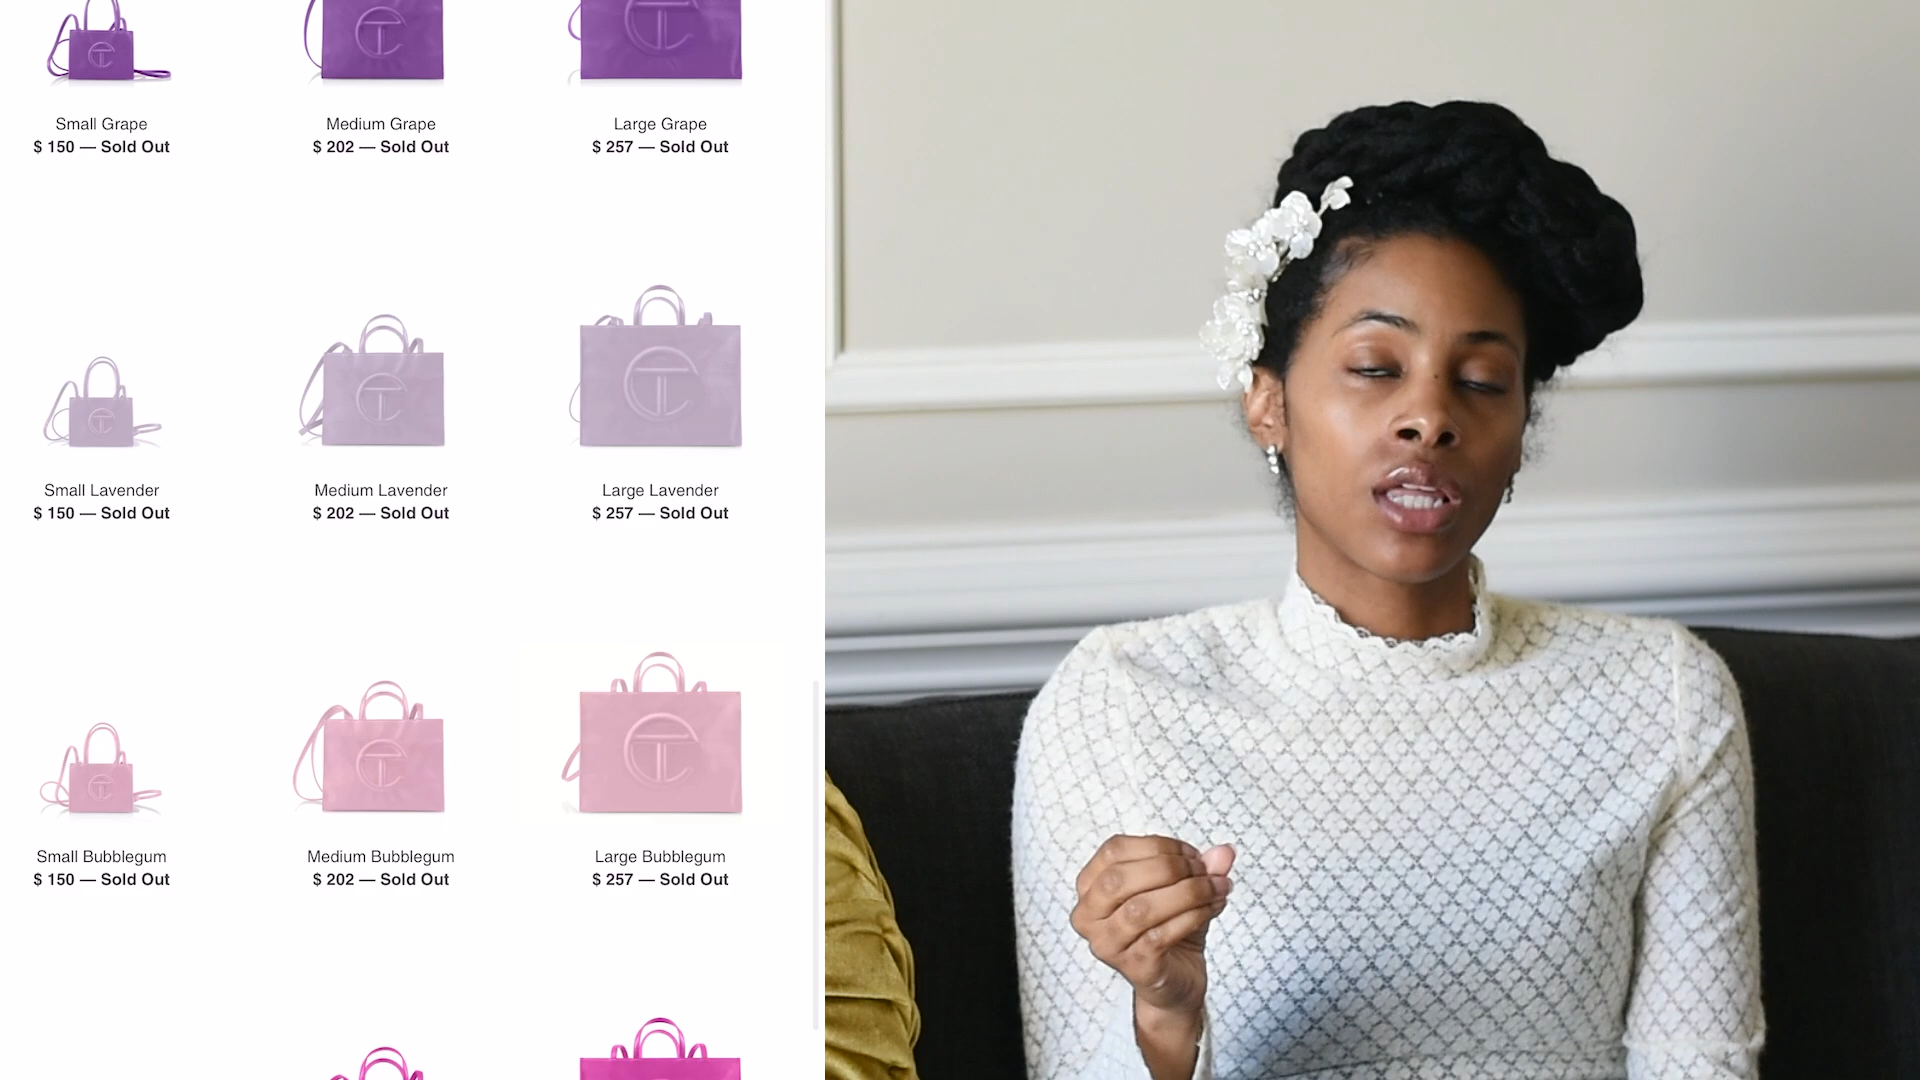 Small Grape
$ 150 — Sold Out
Medium Grape
$ 202 — Sold Out
Large Grape
$ 257 — Sold Out
Small Lavender
$ 150 — Sold Out
Medium Lavender
$ 202 — Sold Out
Large Lavender
$ 257 — Sold Out
Small Bubblegum
$ 150 — Sold Out
Medium Bubblegum
$ 202 — Sold Out
Large Bubblegum
$ 257 — Sold Out